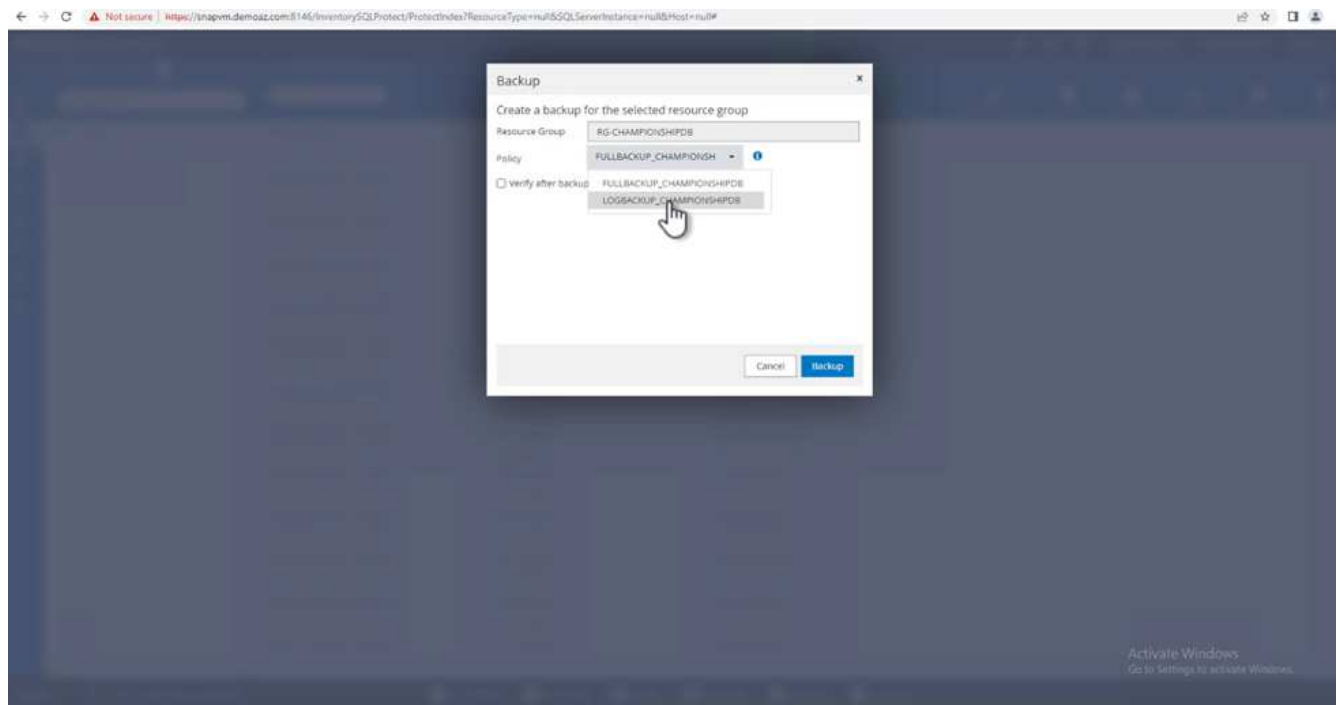 Not secure | https://snapvm.demoaz.com:8146/InventorySQLProtect/ProtectIndex?ResourceType=null&SQLServerInstance=null&Host=null#
Backup x
Create a backup for the selected resource group
Resource Group RG-CHAMPIONSHIPDB
Policy FULLBACKUP_CHAMPIONSH
Verify after backup FULLBACKUP_CHAMPIONSHIPDB
LOGBACKUP_CHAMPIONSHIPDB
Cancel Backup
Activate Windows
Go to Settings to activate Windows.